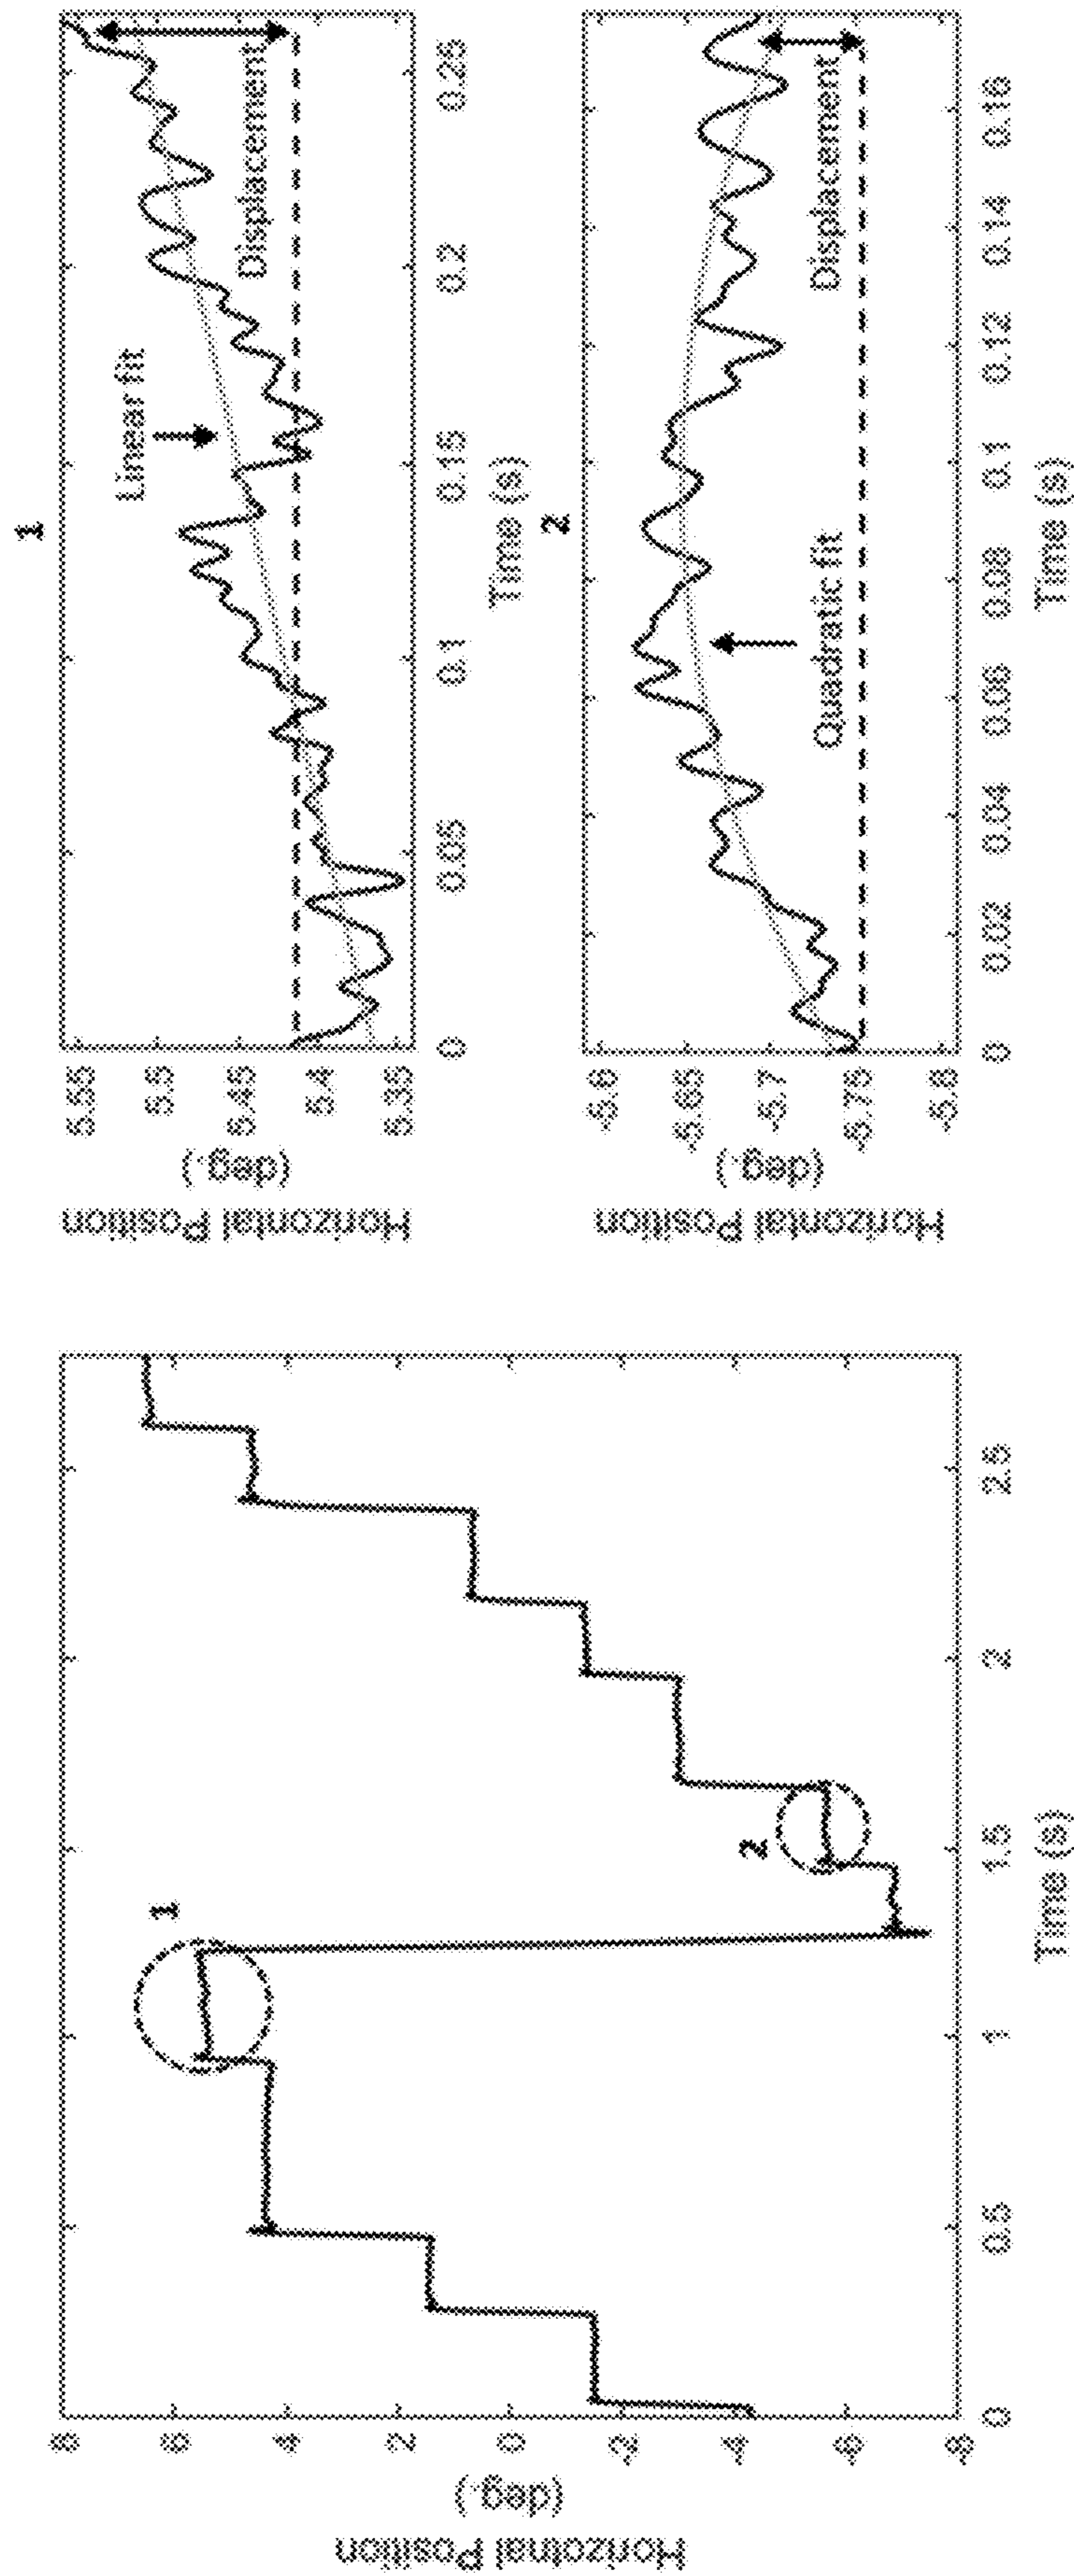 Horizotnal Position
(deg.)
8
6
4
2
0
-2
-4
-6
-8
1
2
0 0.5 1 1.5 2 2.5
Time (s)
1
Horizontal Position
(deg.)
5.55
5.5
5.45
5.4
5.35
Linear fit
Displacement
0 0.05 0.1 0.15 0.2 0.25
Time (s)
2
Horizontal Position
(deg.)
-5.6
-5.65
-5.7
-5.75
-5.8
Quadratic fit
Displacement
0 0.02 0.04 0.06 0.08 0.1 0.12 0.14 0.16
Time (s)